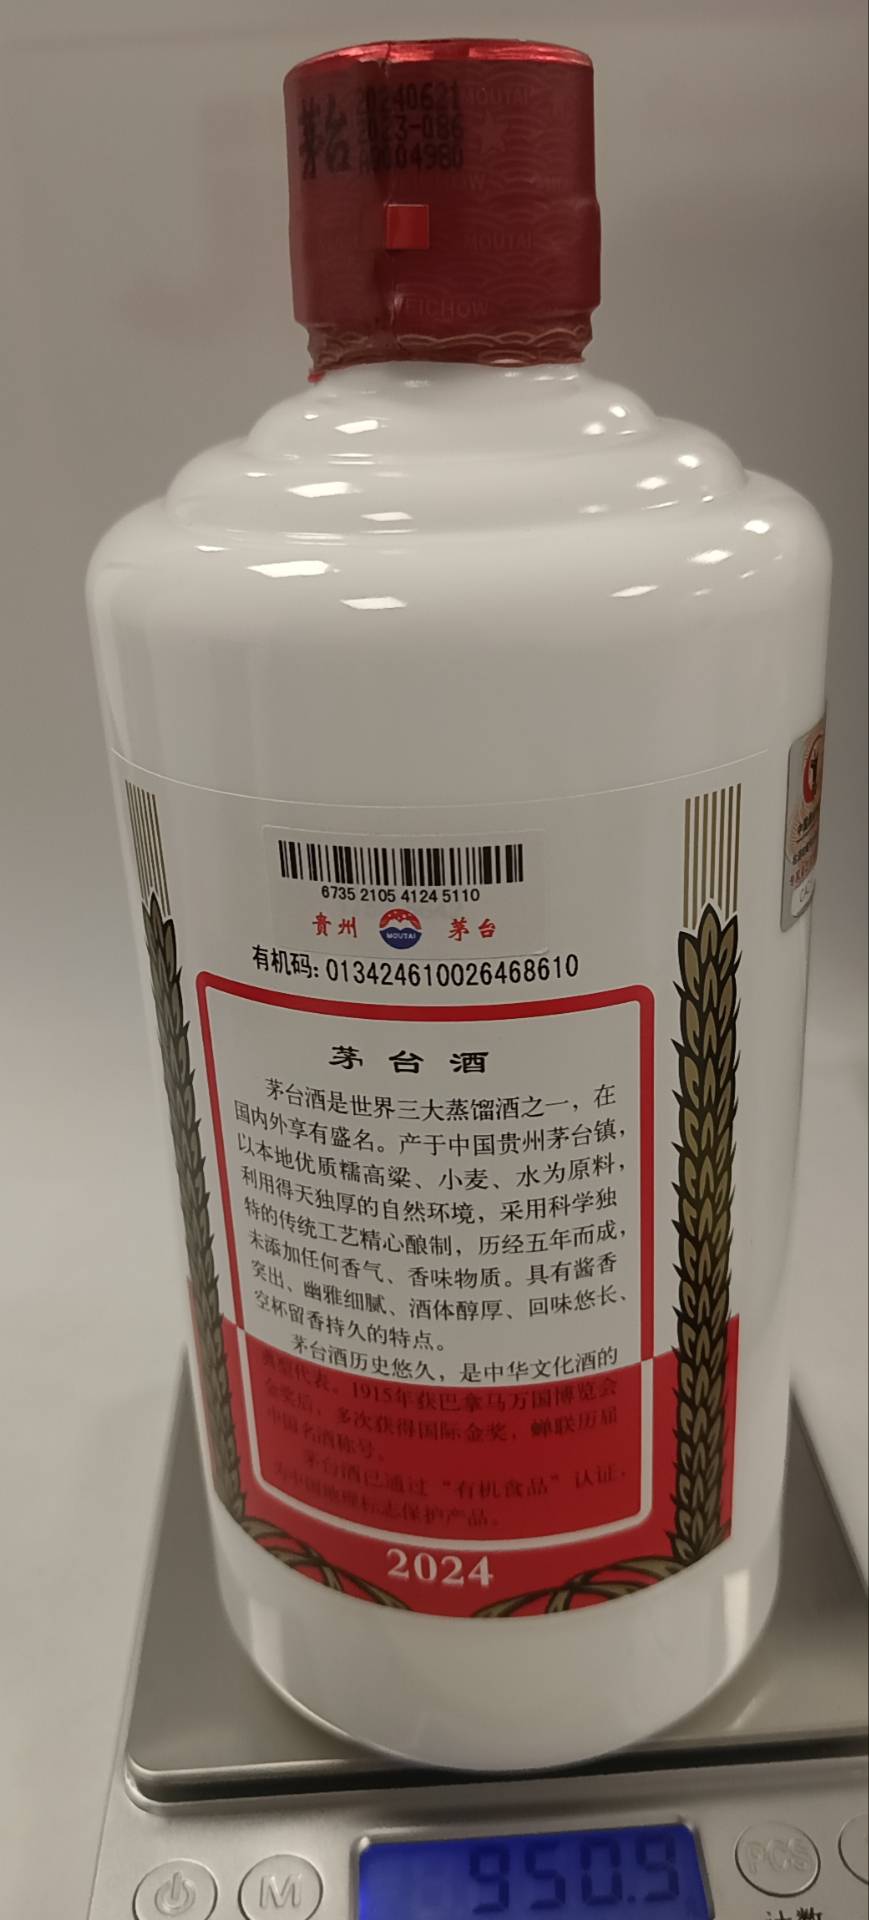 茅台
20240621
2023-086
MOUTAI
MOUTAI
WEICHOW
6735 2105 4124 5110
贵州 MOUTAI 茅台
有机码: 013424610026468610
茅台酒
茅台酒是世界三大蒸馏酒之一，在
国内外享有盛名。产于中国贵州茅台镇，
以本地优质糯高粱、小麦、水为原料，
利用得天独厚的自然环境，采用科学独
特的传统工艺精心酿制，历经五年而成，
未添加任何香气、香味物质。具有酱香
突出、幽雅细腻、酒体醇厚、回味悠长、
空杯留香持久的特点。
茅台酒历史悠久，是中华文化酒的
典型代表。1915年获巴拿马万国博览会
金奖后，多次获得国际金奖，蝉联历届
中国名酒称号。
茅台酒已通过“有机食品”认证，
为中国地理标志保护产品。
2024
950.9
M
PCS
计数